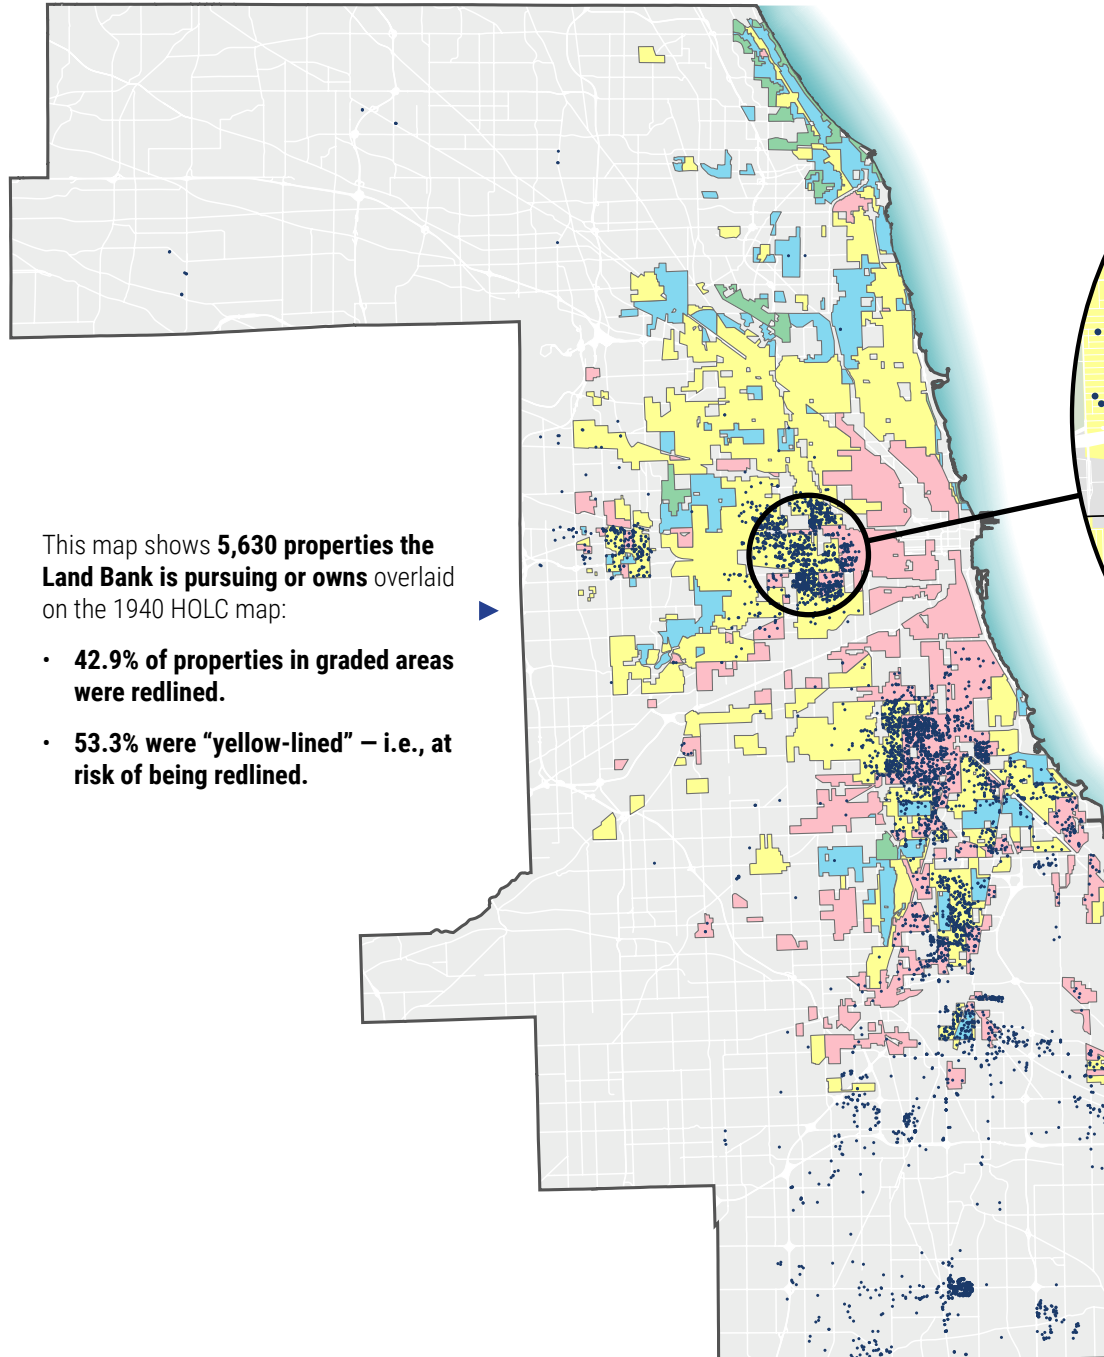 This map shows 5,630 properties the
Land Bank is pursuing or owns overlaid
on the 1940 HOLC map:
• 42.9% of properties in graded areas
were redlined.
• 53.3% were “yellow-lined” — i.e., at
risk of being redlined.